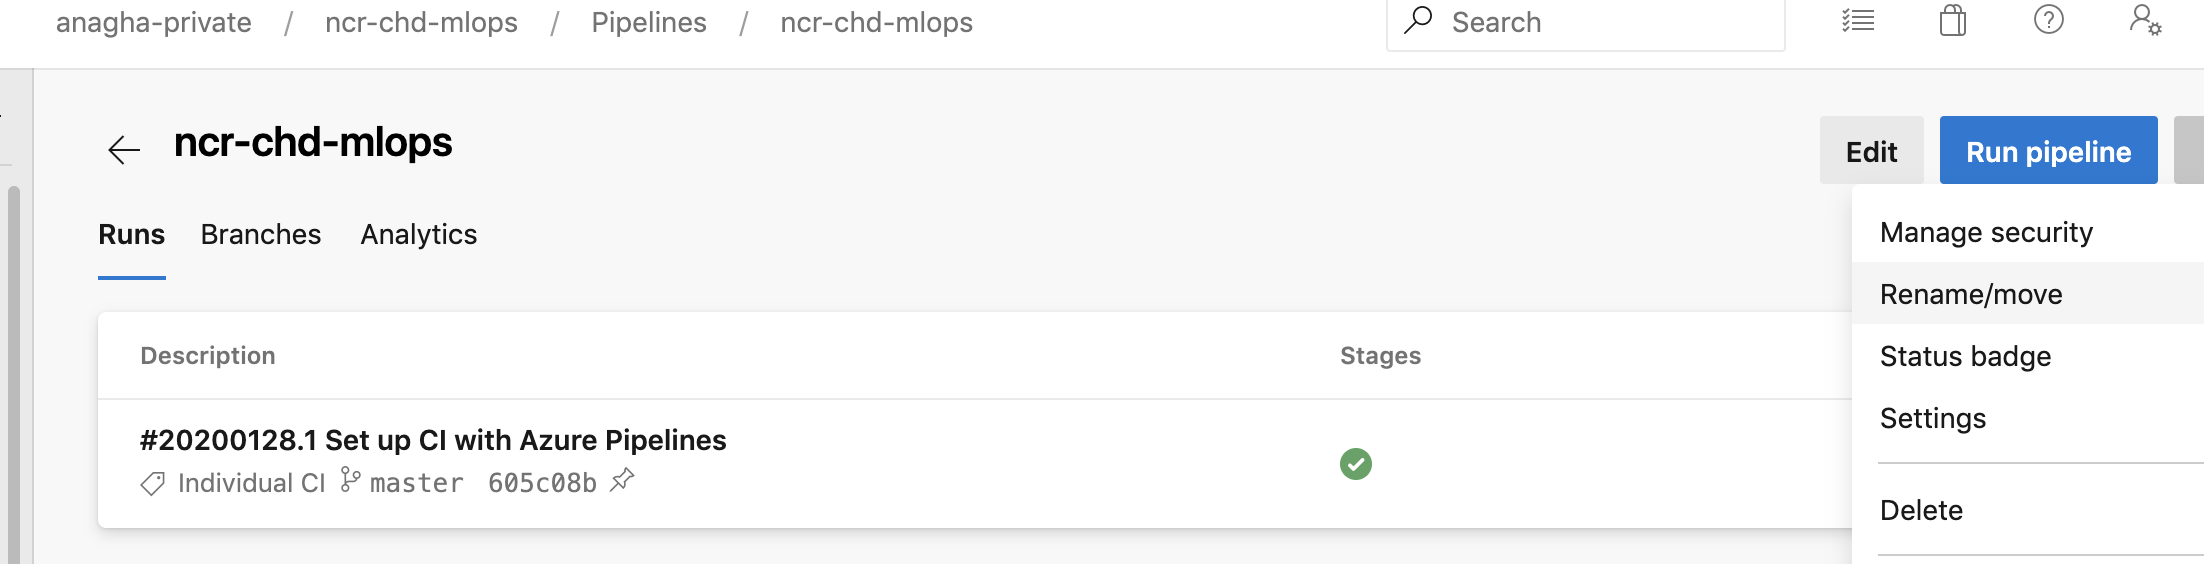 anagha-private / ncr-chd-mlops / Pipelines / ncr-chd-mlops
Search
ncr-chd-mlops
Edit
Run pipeline
Runs
Branches
Analytics
Manage security
Rename/move
Status badge
Settings
Delete
Description
Stages
#20200128.1 Set up CI with Azure Pipelines
Individual CI master 605c08b